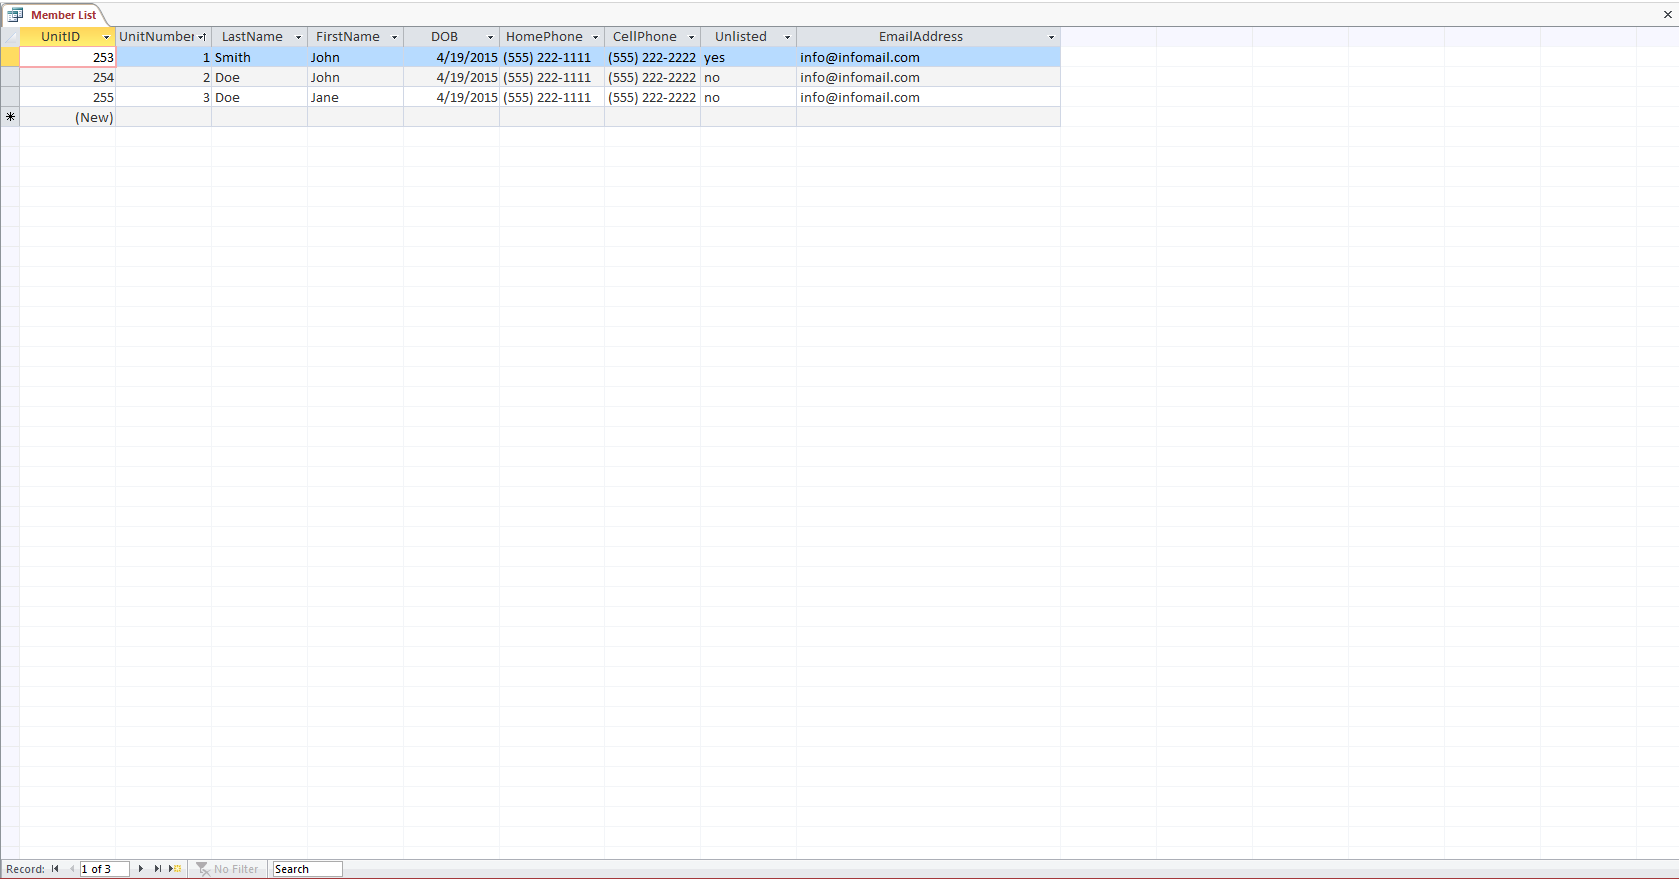 Member List
UnitID UnitNumber LastName FirstName DOB HomePhone CellPhone Unlisted EmailAddress
253 1 Smith John 4/19/2015 (555) 222-1111 (555) 222-2222 yes info@infomail.com
254 2 Doe John 4/19/2015 (555) 222-1111 (555) 222-2222 no info@infomail.com
255 3 Doe Jane 4/19/2015 (555) 222-1111 (555) 222-2222 no info@infomail.com
(New)
Record: 1 of 3 No Filter Search